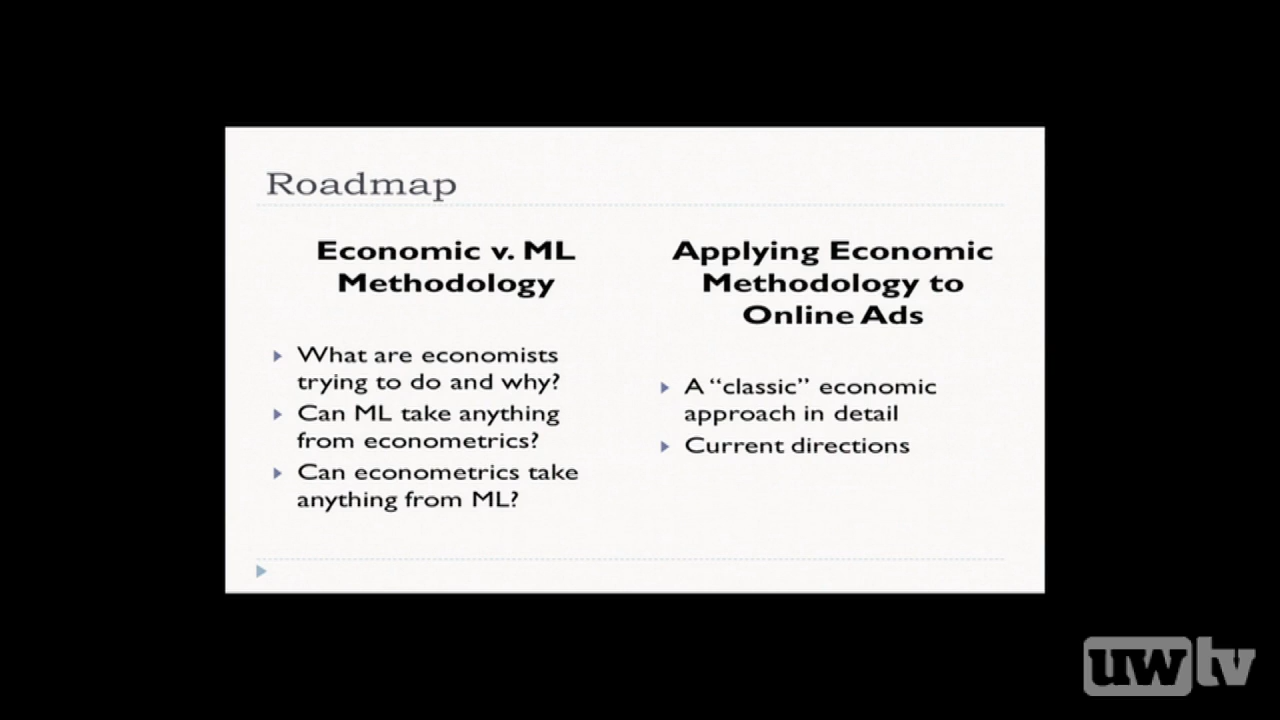 Roadmap
Economic v. ML
Methodology
What are economists
trying to do and why?
Can ML take anything
from econometrics?
Can econometrics take
anything from ML?
Applying Economic
Methodology to
Online Ads
A “classic” economic
approach in detail
Current directions
uwtv